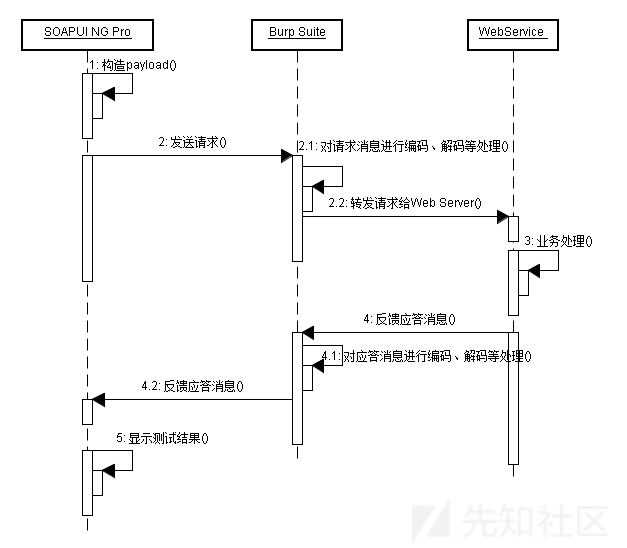 SOAPUI NG Pro
Burp Suite
WebService
1: 构造payload()
2: 发送请求()
2.1: 对请求消息进行编码、解码等处理()
2.2: 转发请求给Web Server()
3: 业务处理()
4: 反馈应答消息()
4.1: 对应答消息进行编码、解码等处理()
4.2: 反馈应答消息()
5: 显示测试结果()
先知社区